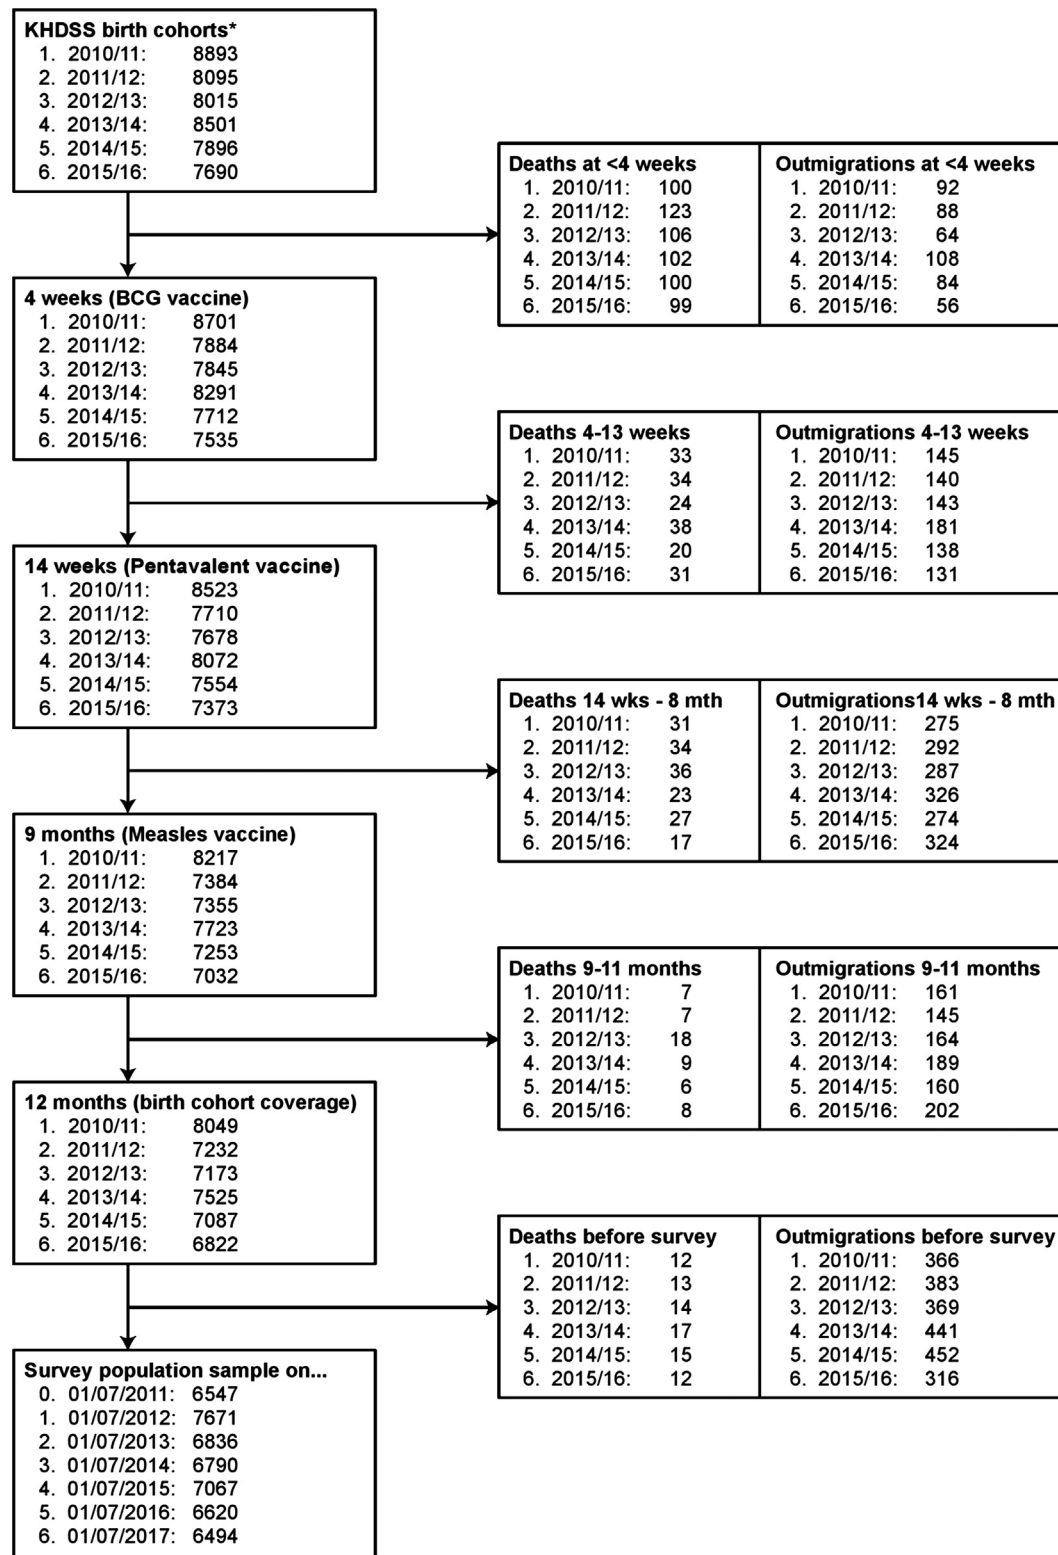 KHDSS birth cohorts*
1. 2010/11: 8893
2. 2011/12: 8095
3. 2012/13: 8015
4. 2013/14: 8501
5. 2014/15: 7896
6. 2015/16: 7690
Deaths at <4 weeks
1. 2010/11: 100
2. 2011/12: 123
3. 2012/13: 106
4. 2013/14: 102
5. 2014/15: 100
6. 2015/16: 99
Outmigrations at <4 weeks
1. 2010/11: 92
2. 2011/12: 88
3. 2012/13: 64
4. 2013/14: 108
5. 2014/15: 84
6. 2015/16: 56
4 weeks (BCG vaccine)
1. 2010/11: 8701
2. 2011/12: 7884
3. 2012/13: 7845
4. 2013/14: 8291
5. 2014/15: 7712
6. 2015/16: 7535
Deaths 4-13 weeks
1. 2010/11: 33
2. 2011/12: 34
3. 2012/13: 24
4. 2013/14: 38
5. 2014/15: 20
6. 2015/16: 31
Outmigrations 4-13 weeks
1. 2010/11: 145
2. 2011/12: 140
3. 2012/13: 143
4. 2013/14: 181
5. 2014/15: 138
6. 2015/16: 131
14 weeks (Pentavalent vaccine)
1. 2010/11: 8523
2. 2011/12: 7710
3. 2012/13: 7678
4. 2013/14: 8072
5. 2014/15: 7554
6. 2015/16: 7373
Deaths 14 wks - 8 mth
1. 2010/11: 31
2. 2011/12: 34
3. 2012/13: 36
4. 2013/14: 23
5. 2014/15: 27
6. 2015/16: 17
Outmigrations14 wks - 8 mth
1. 2010/11: 275
2. 2011/12: 292
3. 2012/13: 287
4. 2013/14: 326
5. 2014/15: 274
6. 2015/16: 324
9 months (Measles vaccine)
1. 2010/11: 8217
2. 2011/12: 7384
3. 2012/13: 7355
4. 2013/14: 7723
5. 2014/15: 7253
6. 2015/16: 7032
Deaths 9-11 months
1. 2010/11: 7
2. 2011/12: 7
3. 2012/13: 18
4. 2013/14: 9
5. 2014/15: 6
6. 2015/16: 8
Outmigrations 9-11 months
1. 2010/11: 161
2. 2011/12: 145
3. 2012/13: 164
4. 2013/14: 189
5. 2014/15: 160
6. 2015/16: 202
12 months (birth cohort coverage)
1. 2010/11: 8049
2. 2011/12: 7232
3. 2012/13: 7173
4. 2013/14: 7525
5. 2014/15: 7087
6. 2015/16: 6822
Deaths before survey
1. 2010/11: 12
2. 2011/12: 13
3. 2012/13: 14
4. 2013/14: 17
5. 2014/15: 15
6. 2015/16: 12
Outmigrations before survey
1. 2010/11: 366
2. 2011/12: 383
3. 2012/13: 369
4. 2013/14: 441
5. 2014/15: 452
6. 2015/16: 316
Survey population sample on...
0. 01/07/2011: 6547
1. 01/07/2012: 7671
2. 01/07/2013: 6836
3. 01/07/2014: 6790
4. 01/07/2015: 7067
5. 01/07/2016: 6620
6. 01/07/2017: 6494